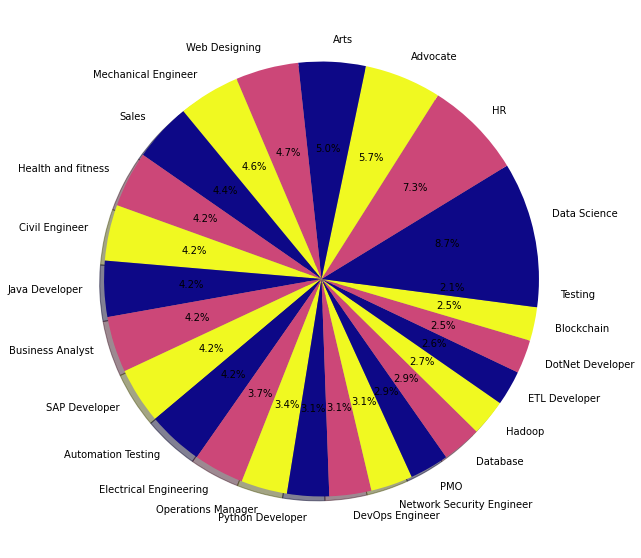 Arts
Web Designing
Advocate
Mechanical Engineer
HR
Sales
Health and fitness
Data Science
Civil Engineer
Java Developer
Testing
Blockchain
Business Analyst
DotNet Developer
SAP Developer
ETL Developer
Hadoop
Automation Testing
Database
Electrical Engineering
PMO
Operations Manager
Network Security Engineer
Python Developer
DevOps Engineer
5.0%
4.7%
5.7%
4.6%
7.3%
4.4%
4.2%
8.7%
4.2%
4.2%
2.1%
2.5%
4.2%
2.5%
2.6%
4.2%
2.7%
4.2%
2.9%
3.7%
2.9%
3.4%
3.1%
3.1%
3.1%